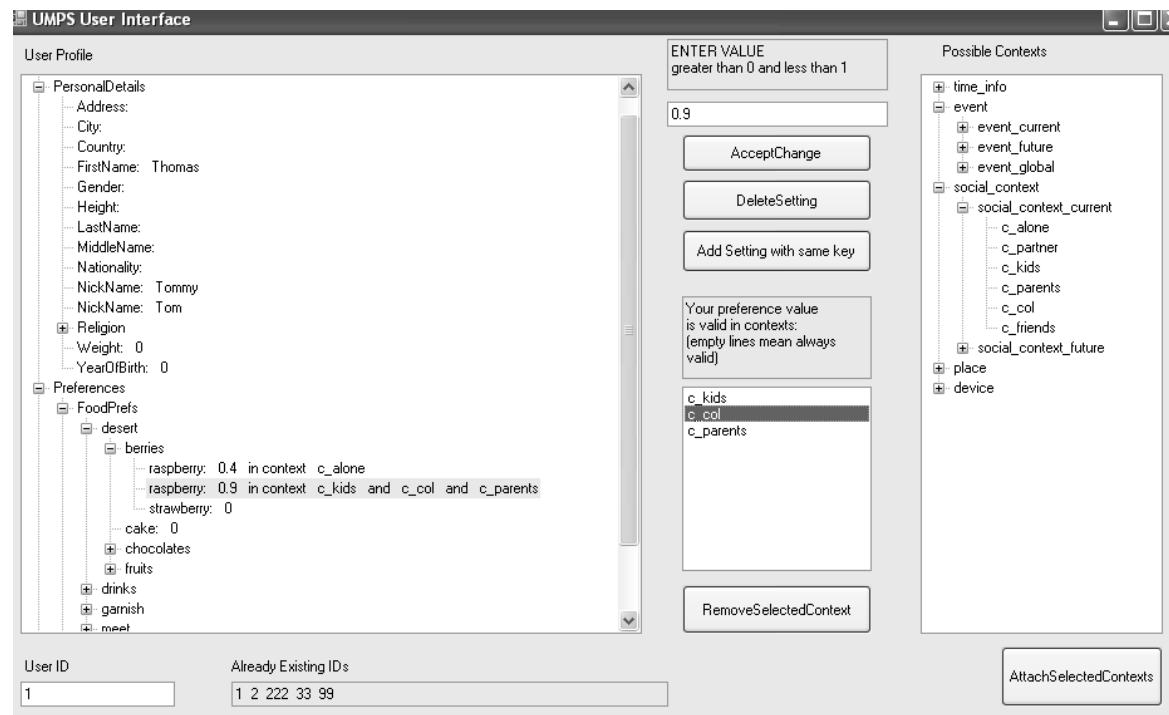 UMPS User Interface
User Profile
PersonalDetails
Address:
City:
Country:
FirstName: Thomas
Gender:
Height:
LastName:
MiddleName:
Nationality:
NickName: Tommy
NickName: Tom
Religion
Weight: 0
YearOfBirth: 0
Preferences
FoodPrefs
desert
berries
raspberry: 0.4 in context c_alone
raspberry: 0.9 in context c_kids and c_col and c_parents
strawberry: 0
cake: 0
chocolates
fruits
drinks
garnish
meet
User ID
1
Already Existing IDs
1 2 222 33 99
ENTER VALUE
greater than 0 and less than 1
0.9
AcceptChange
DeleteSetting
Add Setting with same key
Your preference value
is valid in contexts:
(empty lines mean always
valid)
c_kids
c_col
c_parents
RemoveSelectedContext
Possible Contexts
time_info
event
event_current
event_future
event_global
social_context
social_context_current
c_alone
c_partner
c_kids
c_parents
c_col
c_friends
social_context_future
place
device
AttachSelectedContexts